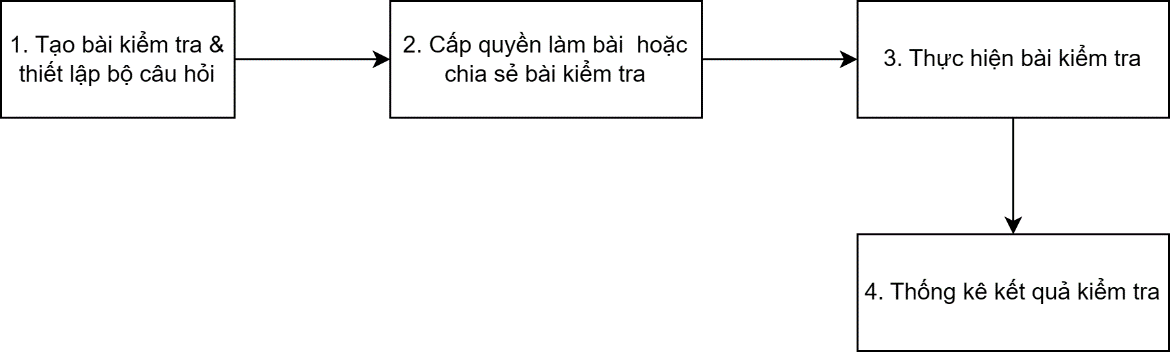 1. Tạo bài kiểm tra &
thiết lập bộ câu hỏi
2. Cấp quyền làm bài  hoặc
chia sẻ bài kiểm tra
3. Thực hiện bài kiểm tra
4. Thống kê kết quả kiểm tra